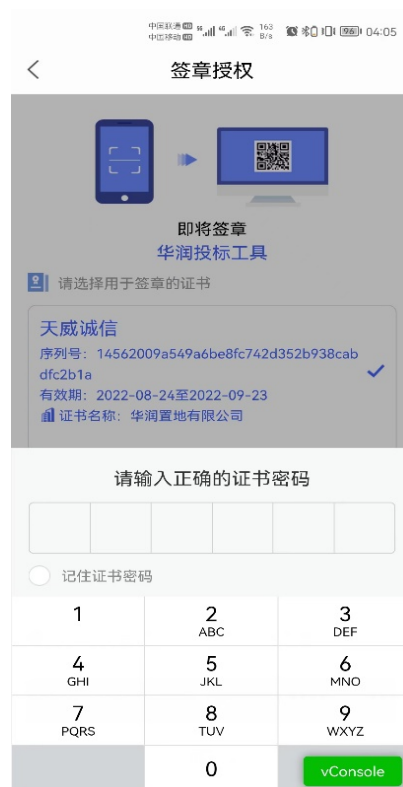 中国联通 HD 5G 4G 163 B/s 96 04:05
中国移动 HD
签章授权
即将签章
华润投标工具
请选择用于签章的证书
天威诚信
序列号：14562009a549a6be8fc742d352b938cab
dfc2b1a
有效期：2022-08-24至2022-09-23
证书名称：华润置地有限公司
请输入正确的证书密码
记住证书密码
1 2 3
ABC DEF
4 5 6
GHI JKL MNO
7 8 9
PQRS TUV WXYZ
0 vConsole